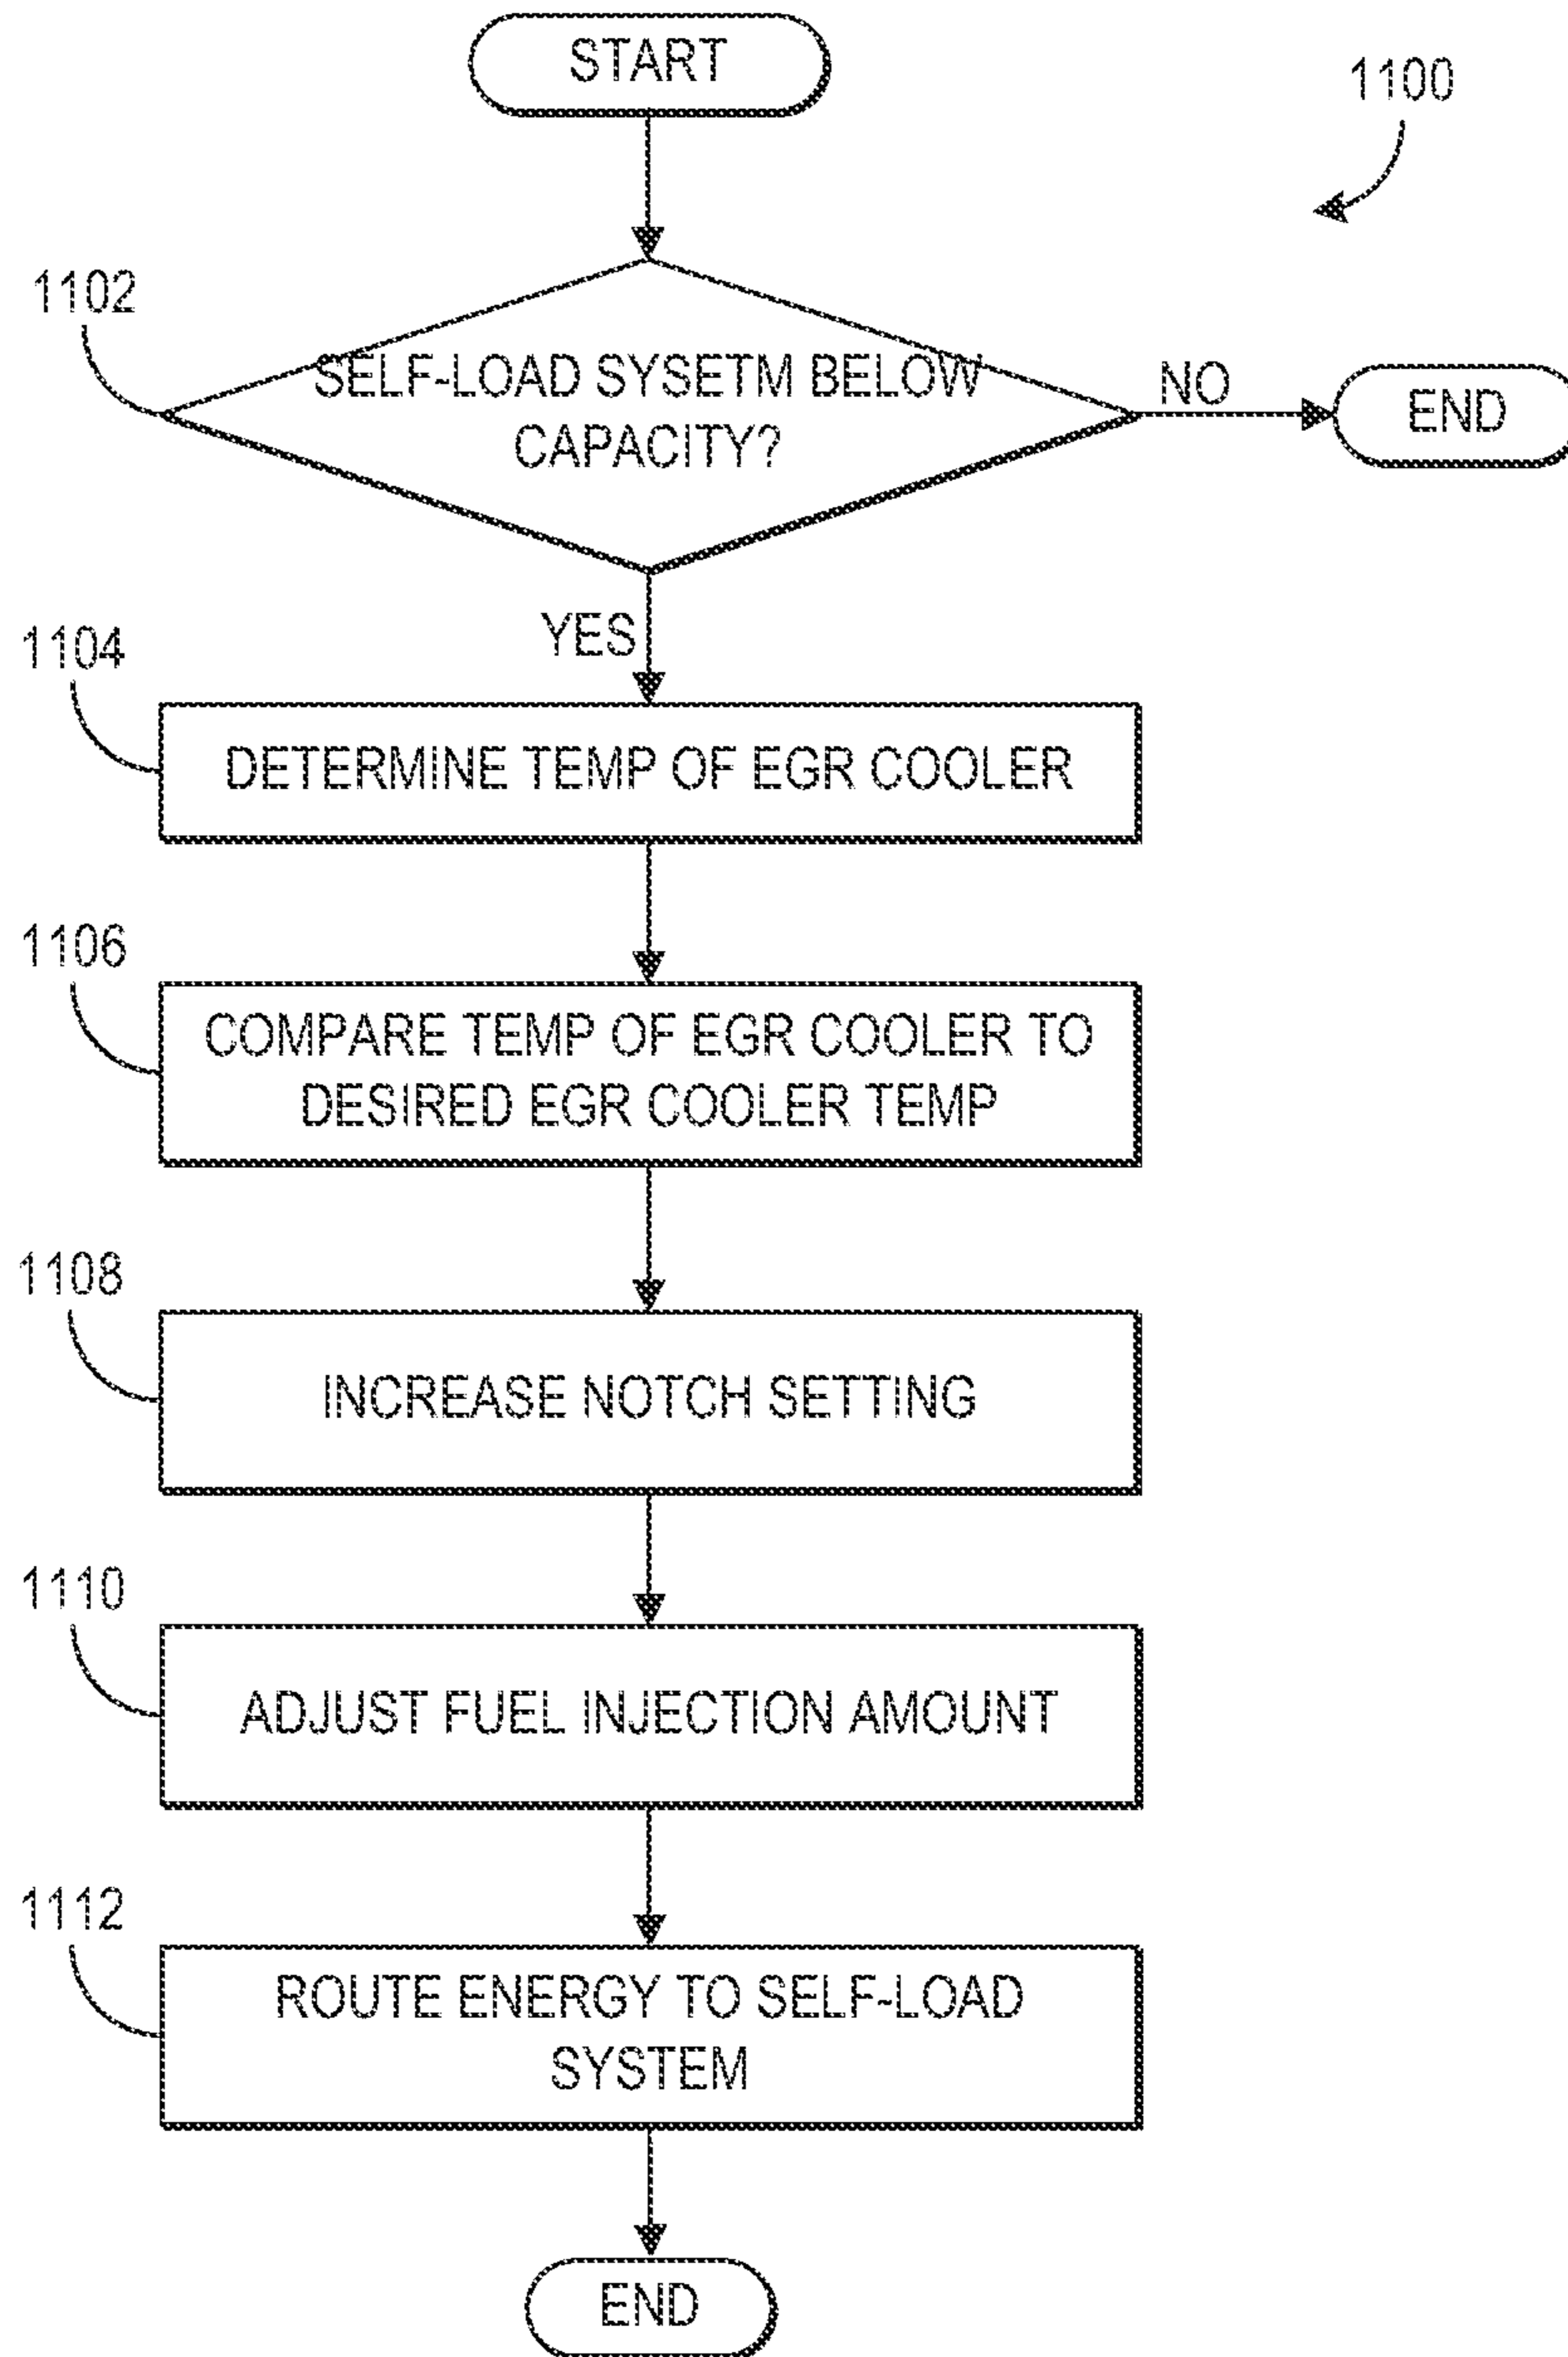 START
1100
1102
SELF-LOAD SYSETM BELOW
CAPACITY?
NO
END
YES
1104
DETERMINE TEMP OF EGR COOLER
1106
COMPARE TEMP OF EGR COOLER TO
DESIRED EGR COOLER TEMP
1108
INCREASE NOTCH SETTING
1110
ADJUST FUEL INJECTION AMOUNT
1112
ROUTE ENERGY TO SELF-LOAD
SYSTEM
END